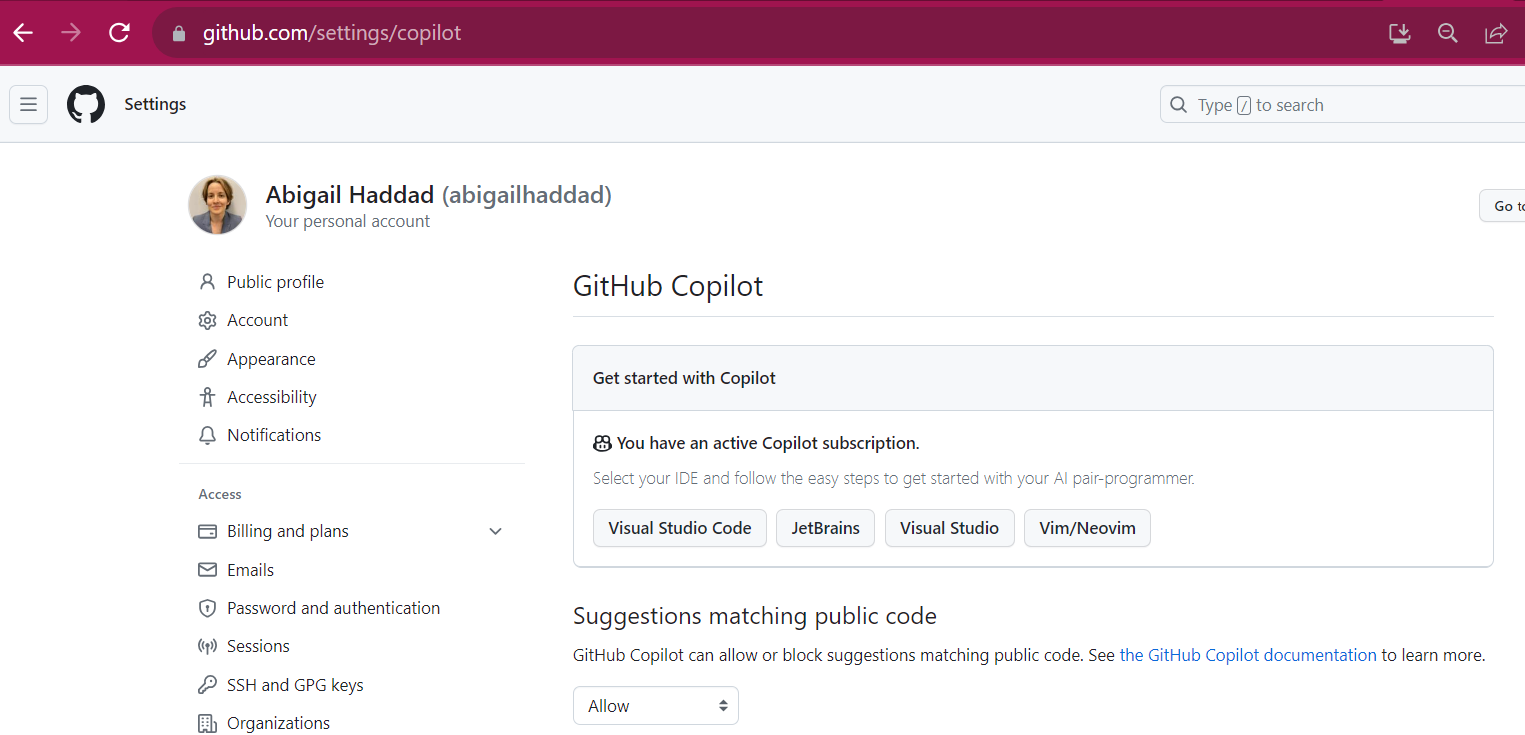 github.com/settings/copilot
Settings
Type / to search
Abigail Haddad (abigailhaddad)
Your personal account
Go to
Public profile
Account
Appearance
Accessibility
Notifications
Access
Billing and plans
Emails
Password and authentication
Sessions
SSH and GPG keys
Organizations
GitHub Copilot
Get started with Copilot
You have an active Copilot subscription.
Select your IDE and follow the easy steps to get started with your AI pair-programmer.
Visual Studio Code JetBrains Visual Studio Vim/Neovim
Suggestions matching public code
GitHub Copilot can allow or block suggestions matching public code. See the GitHub Copilot documentation to learn more.
Allow